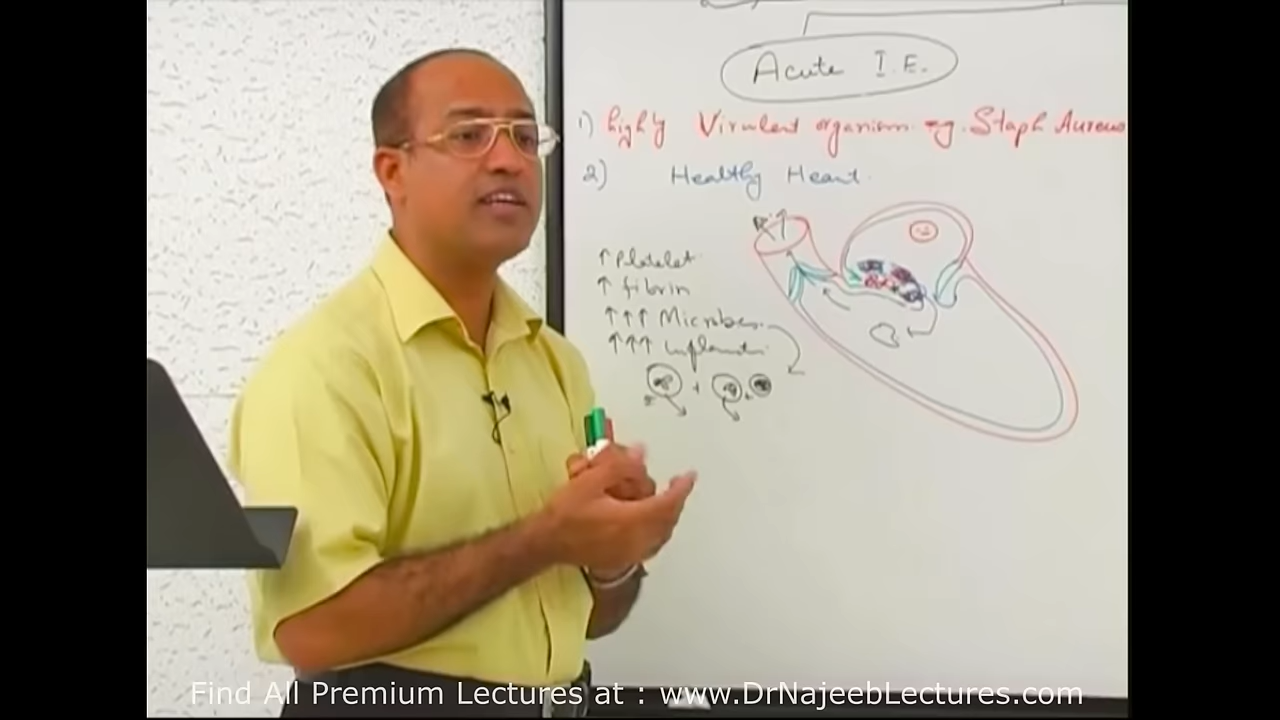 Acute I.E.
1) highly Virulent organism eg. Staph Aureus
2) Healthy Heart.
↑ Platelet
↑ fibrin
↑↑↑ Microbes
↑↑↑ Inflamatn
Find All Premium Lectures at : www.DrNajeebLectures.com